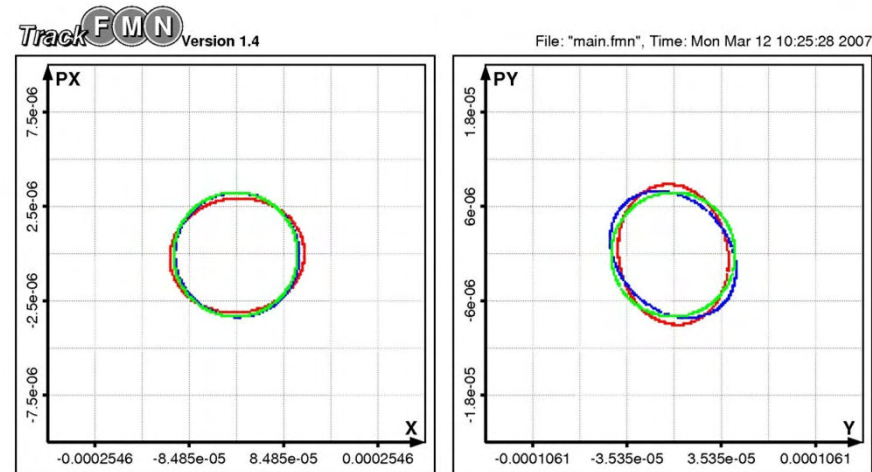 Track FMN Version 1.4
File: "main.fmn", Time: Mon Mar 12 10:25:28 2007
PX
7.5e-06
2.5e-06
-2.5e-06
-7.5e-06
X
-0.0002546 -8.485e-05 8.485e-05 0.0002546
PY
1.8e-05
6e-06
-6e-06
-1.8e-05
Y
-0.0001061 -3.535e-05 3.535e-05 0.0001061